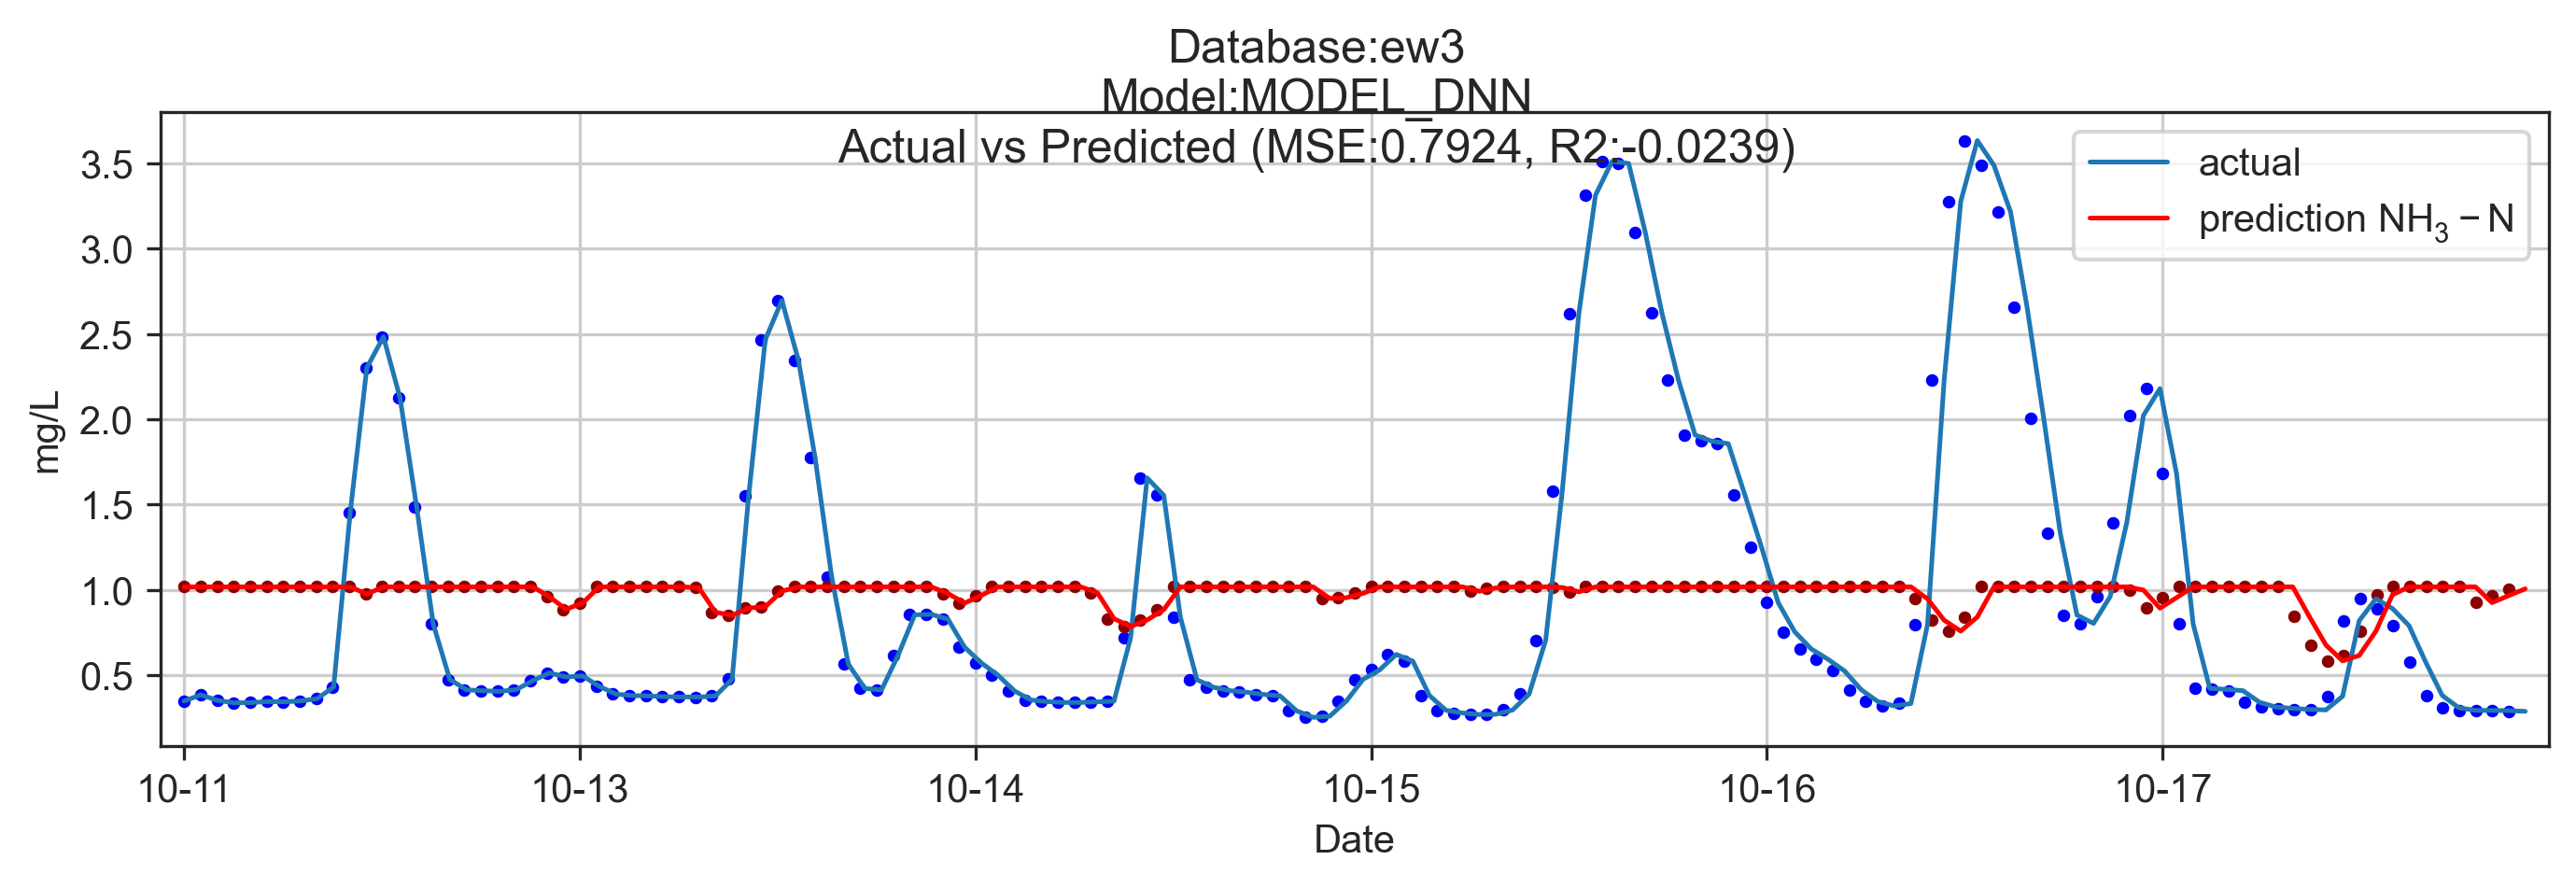 Database:ew3
Model:MODEL_DNN
Actual vs Predicted (MSE:0.7924, R2:-0.0239)
actual
prediction NH₃ − N
3.5
3.0
2.5
2.0
1.5
1.0
0.5
mg/L
10-11 10-13 10-14 10-15 10-16 10-17
Date